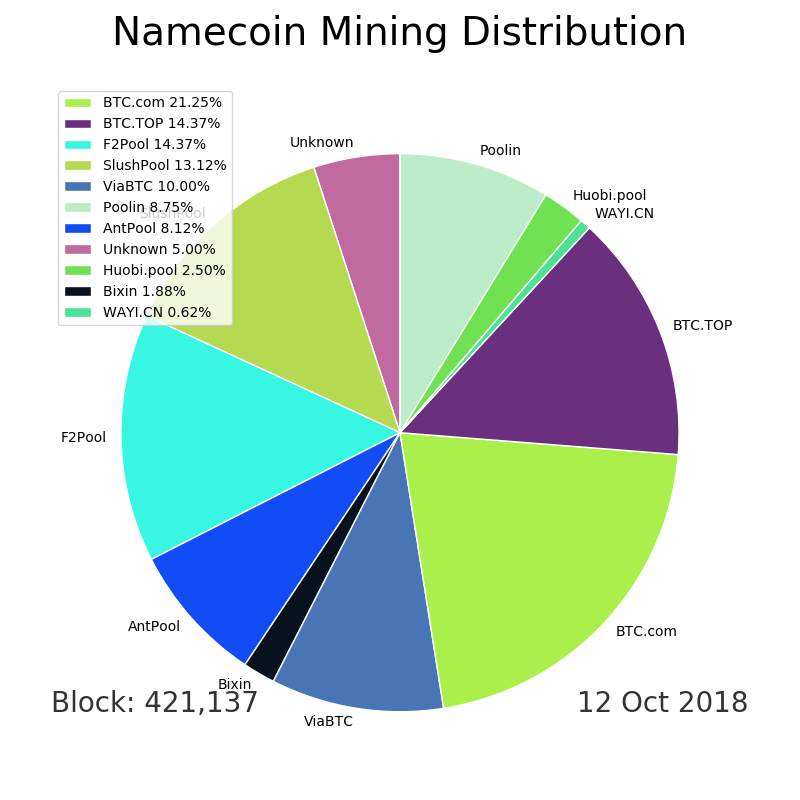 Namecoin Mining Distribution
BTC.com 21.25%
BTC.TOP 14.37%
F2Pool 14.37%
SlushPool 13.12%
ViaBTC 10.00%
Poolin 8.75%
AntPool 8.12%
Unknown 5.00%
Huobi.pool 2.50%
Bixin 1.88%
WAYI.CN 0.62%
Unknown
Poolin
Huobi.pool
WAYI.CN
SlushPool
BTC.TOP
F2Pool
AntPool
BTC.com
Bixin
ViaBTC
Block: 421,137
12 Oct 2018